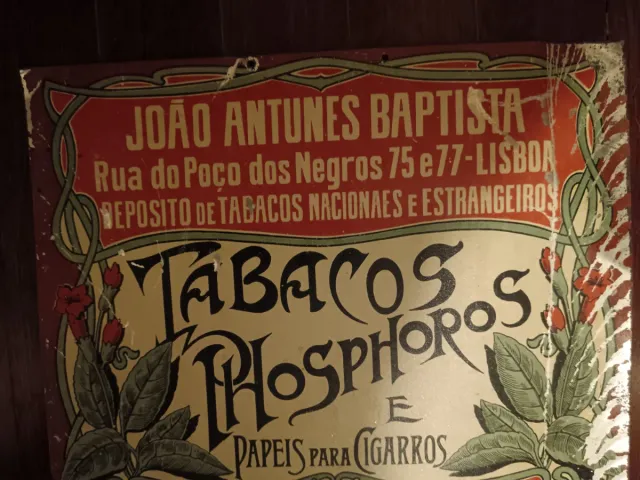 JOÃO ANTUNES BAPTISTA
Rua do Poço dos Negros 75 e 77-LISBOA
DEPOSITO DE TABACOS NACIONAES E ESTRANGEIROS
TABACOS
PHOSPHOROS
E
PAPEIS PARA CIGARROS